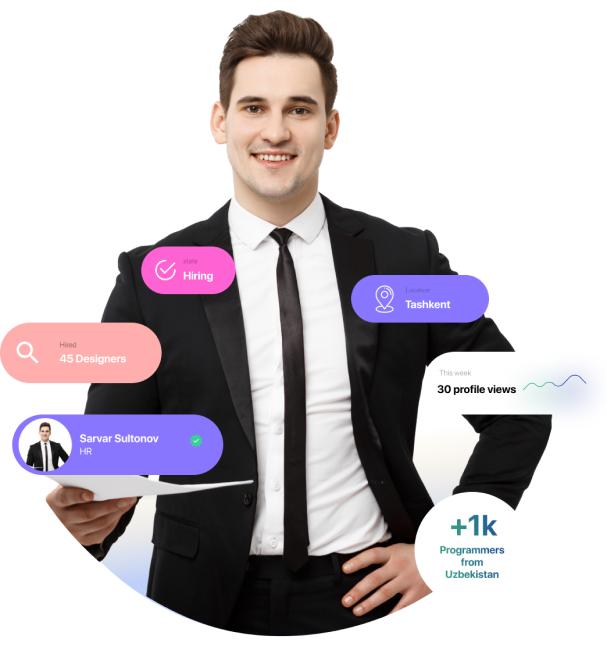 state
Hiring
Location
Tashkent
Hired
45 Designers
This week
30 profile views
Sarvar Sultonov
HR
+1k
Programmers
from
Uzbekistan